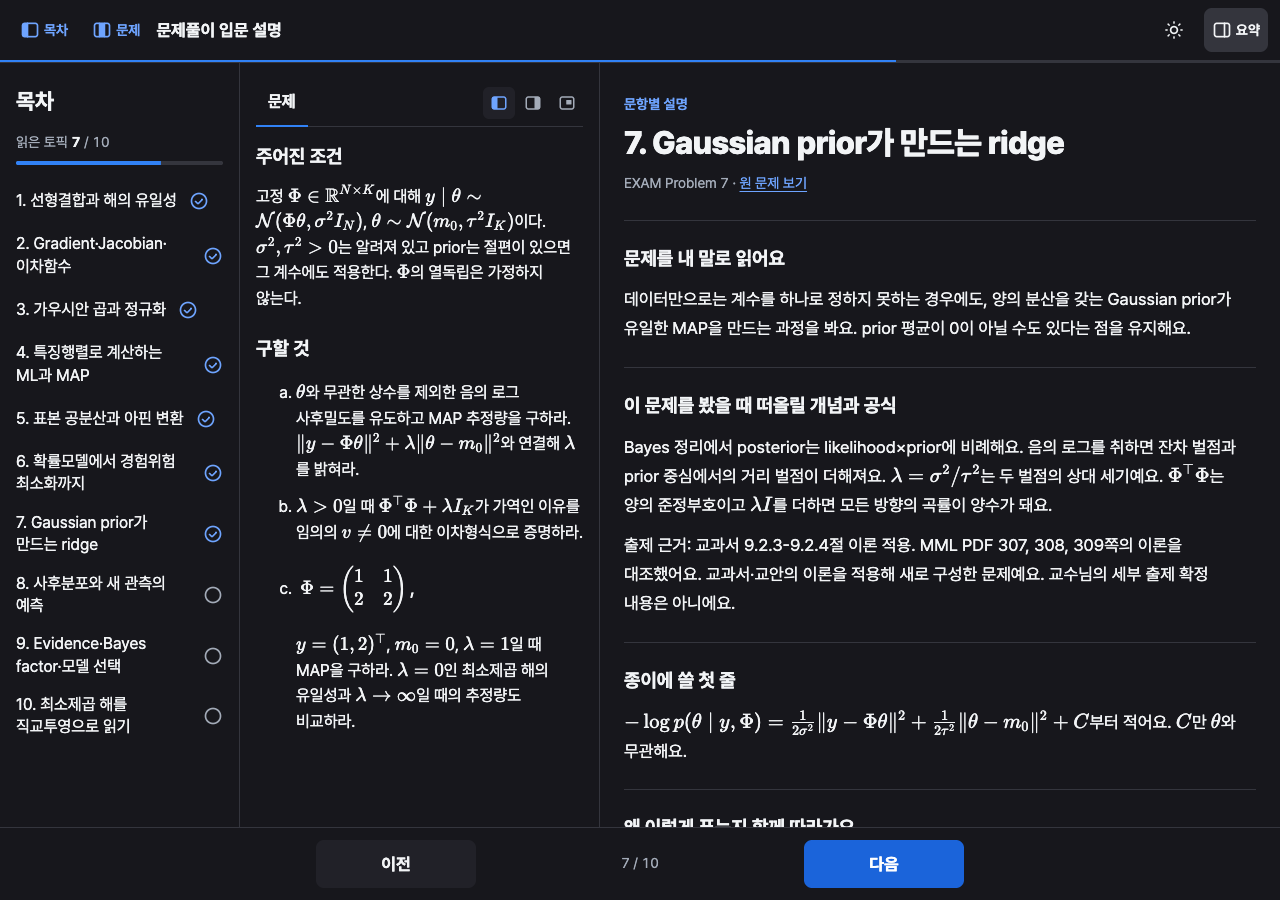 목차 문제 문제풀이 입문 설명 요약
목차
읽은 토픽 7 / 10
1. 선형결합과 해의 유일성
2. Gradient·Jacobian·
이차함수
3. 가우시안 곱과 정규화
4. 특징행렬로 계산하는
ML과 MAP
5. 표본 공분산과 아핀 변환
6. 확률모델에서 경험위험
최소화까지
7. Gaussian prior가
만드는 ridge
8. 사후분포와 새 관측의
예측
9. Evidence·Bayes
factor·모델 선택
10. 최소제곱 해를
직교투영으로 읽기
문제
주어진 조건
고정 Φ ∈ ℝ^{N×K}에 대해 y | θ ∼
𝒩(Φθ, σ²I_N), θ ∼ 𝒩(m₀, τ²I_K)이다.
σ², τ² > 0는 알려져 있고 prior는 절편이 있으면
그 계수에도 적용한다. Φ의 열독립은 가정하지
않는다.
구할 것
a. θ와 무관한 상수를 제외한 음의 로그
사후밀도를 유도하고 MAP 추정량을 구하라.
‖y − Φθ‖² + λ‖θ − m₀‖²와 연결해 λ
를 밝혀라.
b. λ > 0일 때 Φ^⊤Φ + λI_K가 가역인 이유를
임의의 v ≠ 0에 대한 이차형식으로 증명하라.
c. Φ = (1 1
2 2),
y = (1, 2)^⊤, m₀ = 0, λ = 1일 때
MAP을 구하라. λ = 0인 최소제곱 해의
유일성과 λ → ∞일 때의 추정량도
비교하라.
문항별 설명
7. Gaussian prior가 만드는 ridge
EXAM Problem 7 · 원 문제 보기
문제를 내 말로 읽어요
데이터만으로는 계수를 하나로 정하지 못하는 경우에도, 양의 분산을 갖는 Gaussian prior가
유일한 MAP을 만드는 과정을 봐요. prior 평균이 0이 아닐 수도 있다는 점을 유지해요.
이 문제를 봤을 때 떠올릴 개념과 공식
Bayes 정리에서 posterior는 likelihood×prior에 비례해요. 음의 로그를 취하면 잔차 벌점과
prior 중심에서의 거리 벌점이 더해져요. λ = σ²/τ²는 두 벌점의 상대 세기예요. Φ^⊤Φ는
양의 준정부호이고 λI를 더하면 모든 방향의 곡률이 양수가 돼요.
출제 근거: 교과서 9.2.3-9.2.4절 이론 적용. MML PDF 307, 308, 309쪽의 이론을
대조했어요. 교과서·교안의 이론을 적용해 새로 구성한 문제예요. 교수님의 세부 출제 확정
내용은 아니에요.
종이에 쓸 첫 줄
− log p(θ | y, Φ) = 1/2σ² ‖y − Φθ‖² + 1/2τ² ‖θ − m₀‖² + C부터 적어요. C만 θ와
무관해요.
왜 이렇게 푸는지 함께 따라가요
이전 7 / 10 다음